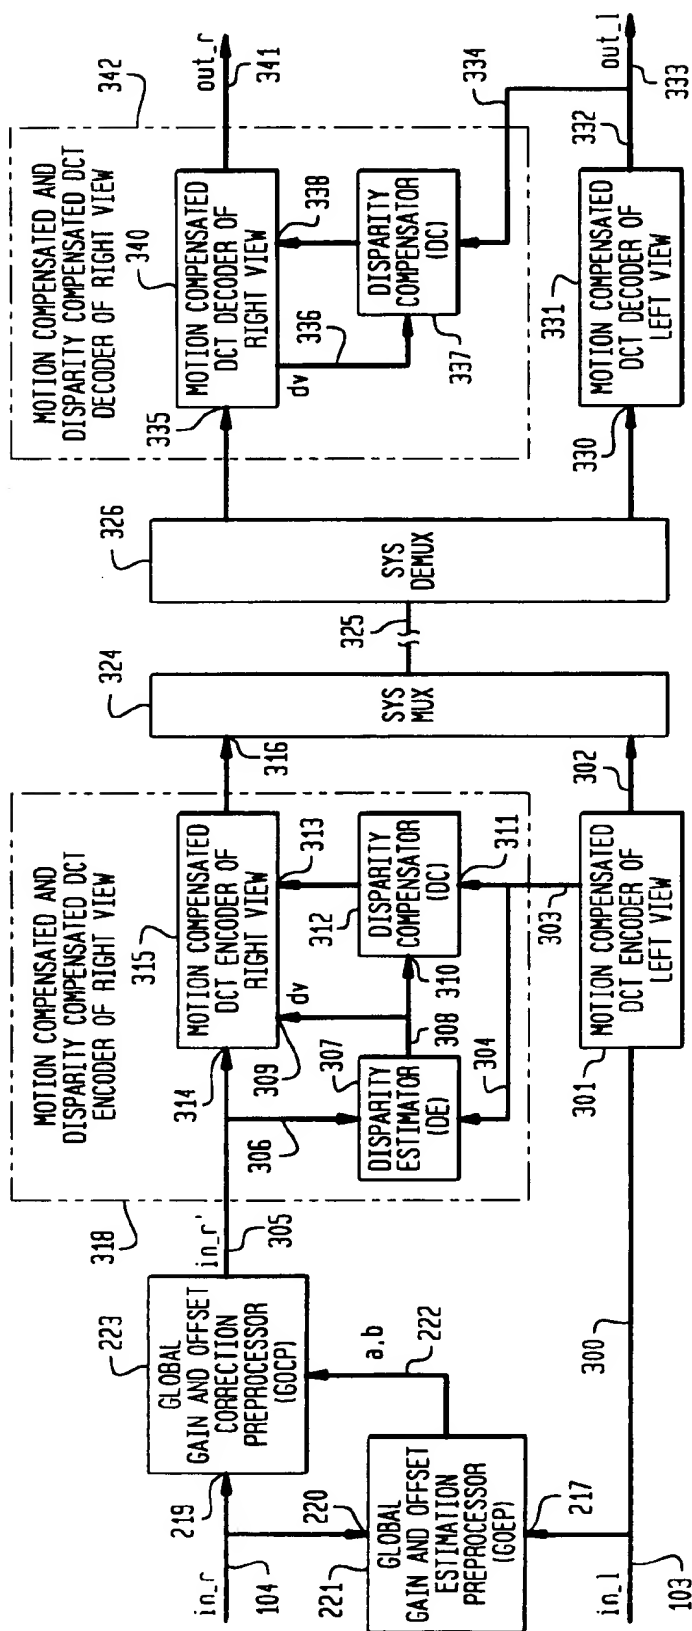 in_r
104
219
220
221
GLOBAL
GAIN AND OFFSET
ESTIMATION
PREPROCESSOR
(GOEP)
217
in_l
103
223
GLOBAL
GAIN AND OFFSET
CORRECTION
PREPROCESSOR
(GOCP)
a,b
222
300
in_r'
305
318
MOTION COMPENSATED AND
DISPARITY COMPENSATED DCT
ENCODER OF RIGHT VIEW
314
315
MOTION COMPENSATED
DCT ENCODER OF
RIGHT VIEW
306
307
DISPARITY
ESTIMATOR
(DE)
309
dv
308
304
310
312
313
DISPARITY
COMPENSATOR
(DC)
311
303
301
MOTION COMPENSATED
DCT ENCODER OF
LEFT VIEW
302
316
324
SYS
MUX
325
326
SYS
DEMUX
MOTION COMPENSATED AND
DISPARITY COMPENSATED DCT
DECODER OF RIGHT VIEW
342
335
340
MOTION COMPENSATED
DCT DECODER OF
RIGHT VIEW
dv
336
338
DISPARITY
COMPENSATOR
(DC)
337
out_r
341
334
330
331
MOTION COMPENSATED
DCT DECODER OF
LEFT VIEW
332
out_l
333